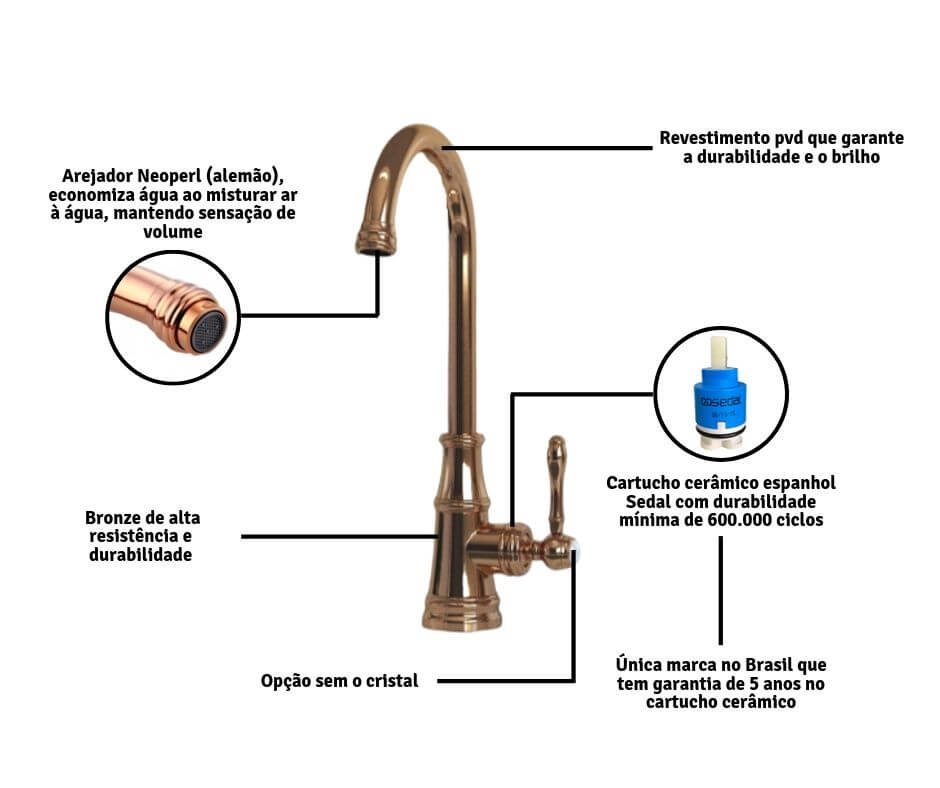 Revestimento pvd que garante
a durabilidade e o brilho
Arejador Neoperl (alemão),
economiza água ao misturar ar
à água, mantendo sensação de
volume
sedal
Cartucho cerâmico espanhol
Sedal com durabilidade
mínima de 600.000 ciclos
Bronze de alta
resistência e
durabilidade
Opção sem o cristal
Única marca no Brasil que
tem garantia de 5 anos no
cartucho cerâmico